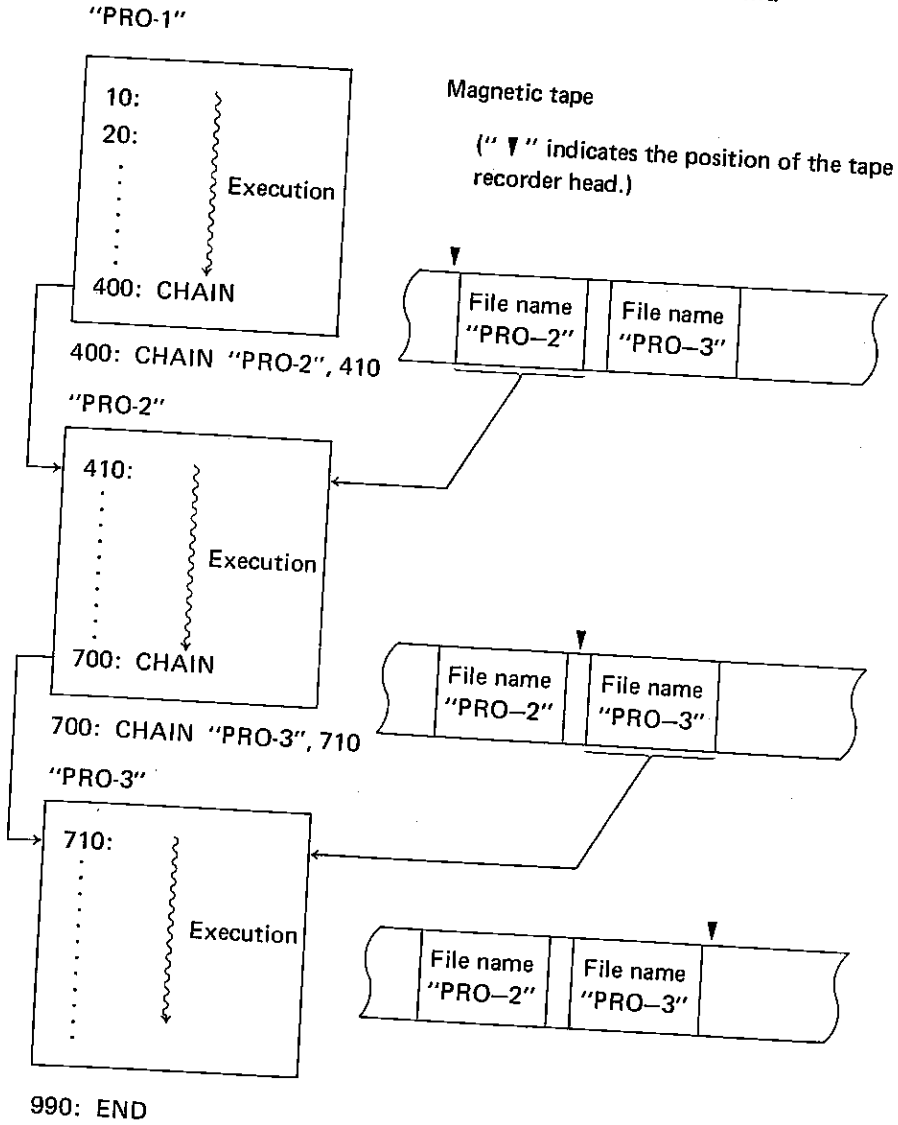 "PRO-1"
10:
20:
Execution
400: CHAIN
400: CHAIN "PRO-2", 410
Magnetic tape
("▼" indicates the position of the tape
recorder head.)
File name
"PRO–2"
File name
"PRO–3"
"PRO-2"
410:
Execution
700: CHAIN
700: CHAIN "PRO-3", 710
File name
"PRO–2"
File name
"PRO–3"
"PRO-3"
710:
Execution
990: END
File name
"PRO–2"
File name
"PRO–3"